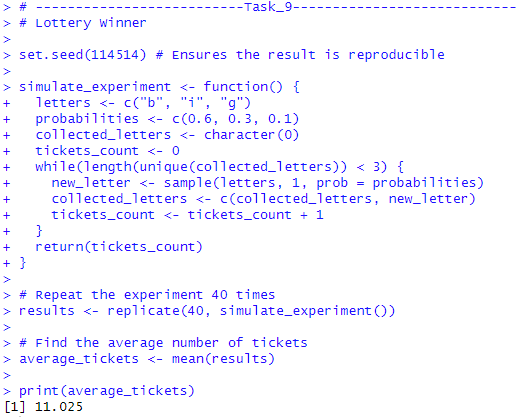 > # --------------------------Task_9----------------------------
> # Lottery Winner
>
> set.seed(114514) # Ensures the result is reproducible
>
> simulate_experiment <- function() {
+   letters <- c("b", "i", "g")
+   probabilities <- c(0.6, 0.3, 0.1)
+   collected_letters <- character(0)
+   tickets_count <- 0
+   while(length(unique(collected_letters)) < 3) {
+     new_letter <- sample(letters, 1, prob = probabilities)
+     collected_letters <- c(collected_letters, new_letter)
+     tickets_count <- tickets_count + 1
+   }
+   return(tickets_count)
+ }
>
> # Repeat the experiment 40 times
> results <- replicate(40, simulate_experiment())
>
> # Find the average number of tickets
> average_tickets <- mean(results)
>
> print(average_tickets)
[1] 11.025